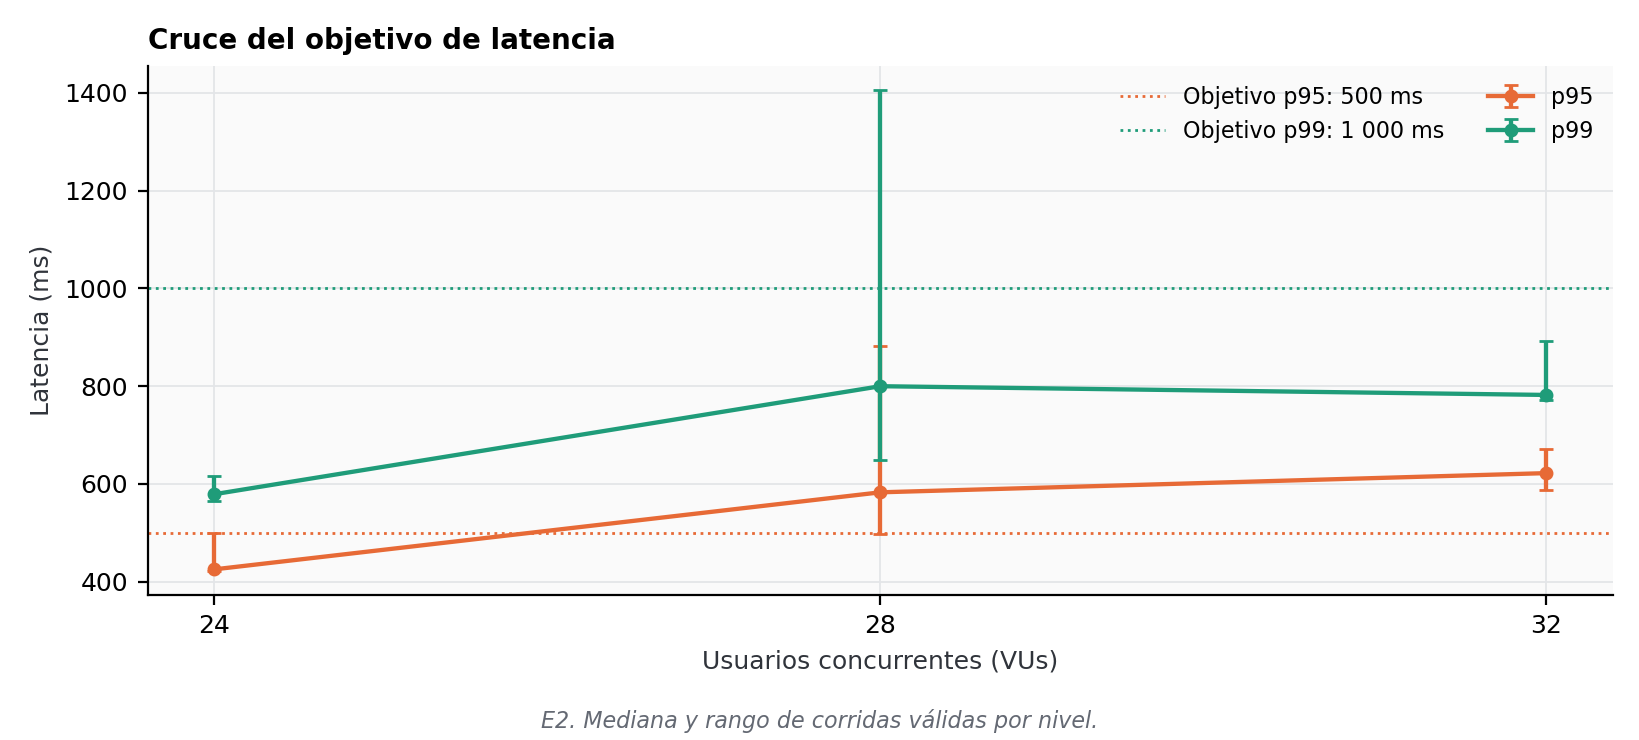 Cruce del objetivo de latencia
Objetivo p95: 500 ms
Objetivo p99: 1 000 ms
p95
p99
Latencia (ms)
1400
1200
1000
800
600
400
24
28
32
Usuarios concurrentes (VUs)
E2. Mediana y rango de corridas válidas por nivel.